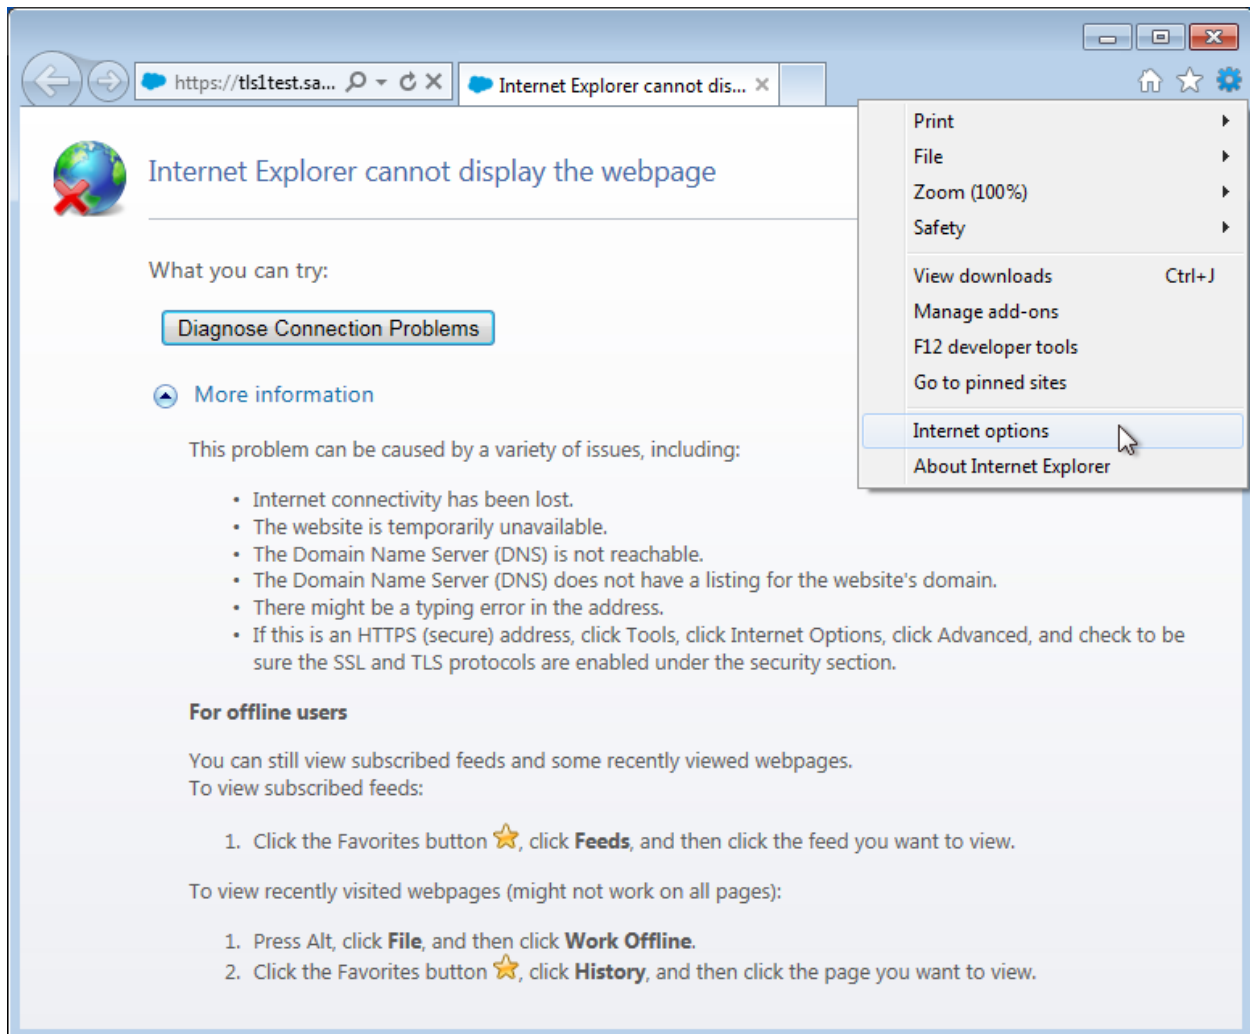 https://tls1test.sa...
Internet Explorer cannot dis...
Print
File
Zoom (100%)
Safety
View downloads Ctrl+J
Manage add-ons
F12 developer tools
Go to pinned sites
Internet options
About Internet Explorer
Internet Explorer cannot display the webpage
What you can try:
Diagnose Connection Problems
More information
This problem can be caused by a variety of issues, including:
• Internet connectivity has been lost.
• The website is temporarily unavailable.
• The Domain Name Server (DNS) is not reachable.
• The Domain Name Server (DNS) does not have a listing for the website's domain.
• There might be a typing error in the address.
• If this is an HTTPS (secure) address, click Tools, click Internet Options, click Advanced, and check to be
sure the SSL and TLS protocols are enabled under the security section.
For offline users
You can still view subscribed feeds and some recently viewed webpages.
To view subscribed feeds:
1. Click the Favorites button , click Feeds, and then click the feed you want to view.
To view recently visited webpages (might not work on all pages):
1. Press Alt, click File, and then click Work Offline.
2. Click the Favorites button , click History, and then click the page you want to view.